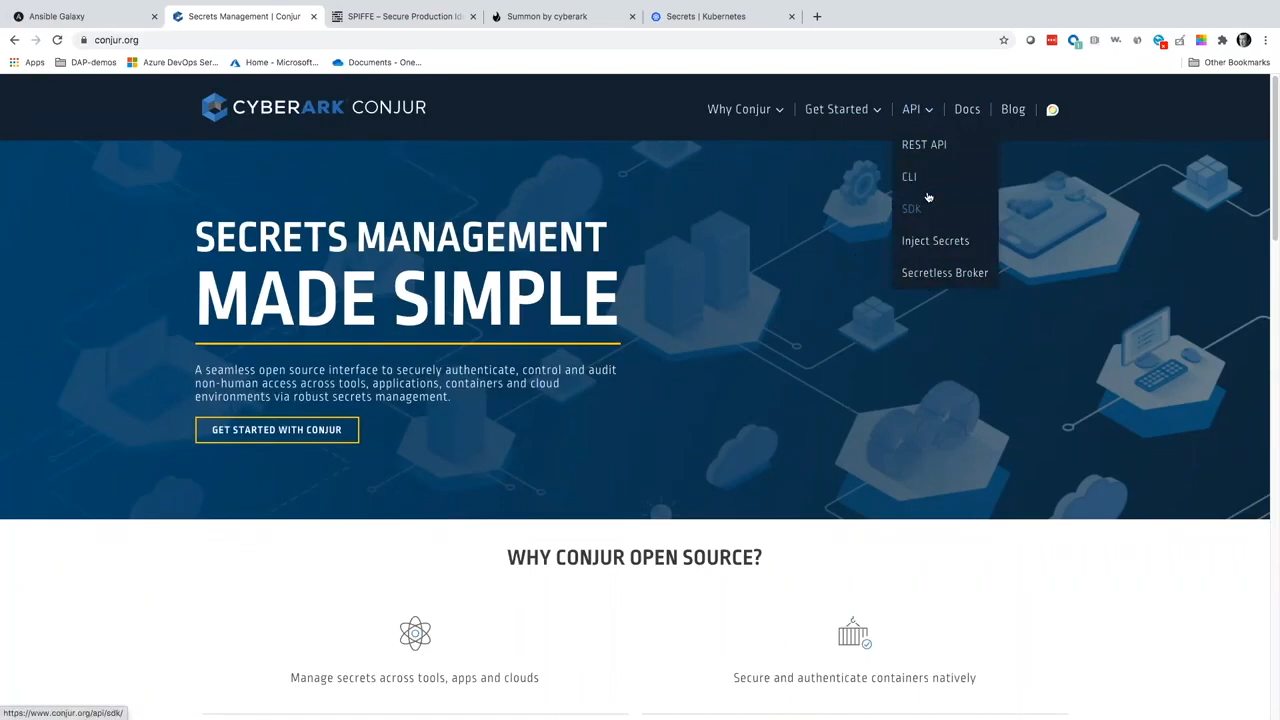 Ansible Galaxy
Secrets Management | Conjur
SPIFFE – Secure Production Ide
Summon by cyberark
Secrets | Kubernetes
conjur.org
Apps
DAP-demos
Azure DevOps Ser...
Home - Microsoft...
Documents - One...
Other Bookmarks
CYBERARK CONJUR
Why Conjur
Get Started
API
Docs
Blog
REST API
CLI
SDK
Inject Secrets
Secretless Broker
SECRETS MANAGEMENT
MADE SIMPLE
A seamless open source interface to securely authenticate, control and audit
non-human access across tools, applications, containers and cloud
environments via robust secrets management.
GET STARTED WITH CONJUR
WHY CONJUR OPEN SOURCE?
Manage secrets across tools, apps and clouds
Secure and authenticate containers natively
https://www.conjur.org/api/sdk/